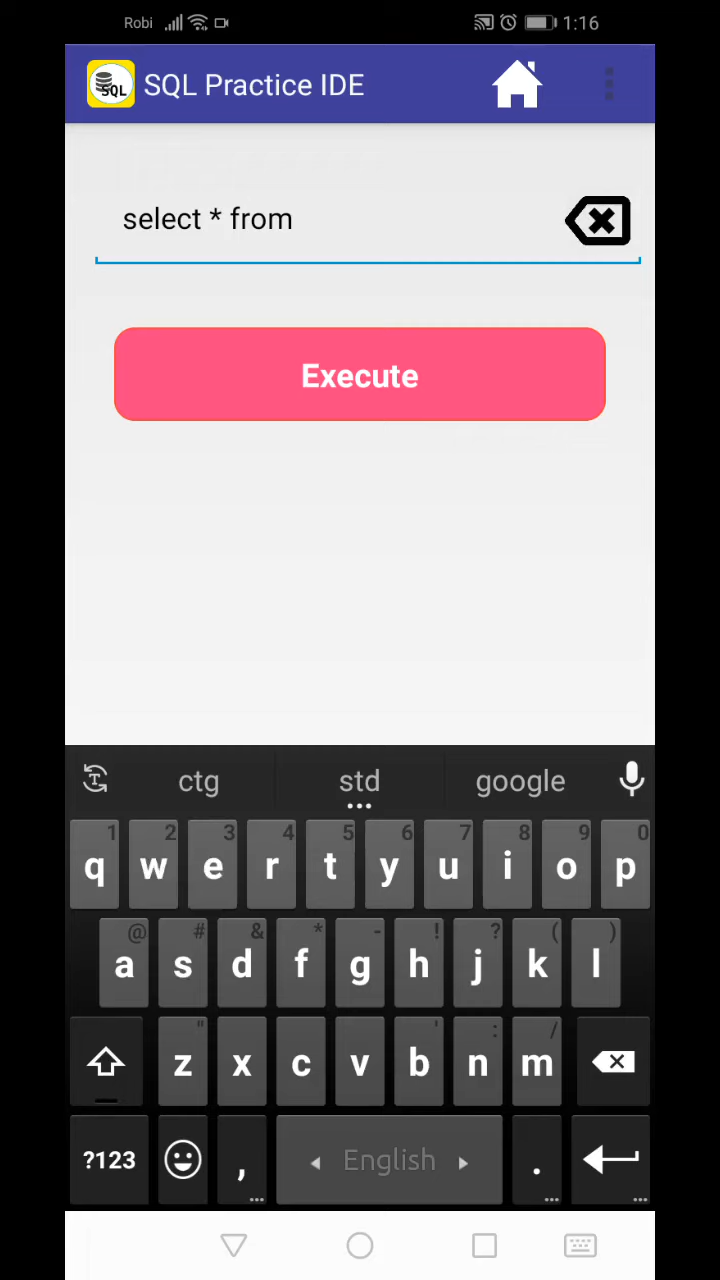 Robi 1:16
SQL SQL Practice IDE
select * from
Execute
ctg std google
1 2 3 4 5 6 7 8 9 0
q w e r t y u i o p
@ # & * - ! ? ( )
a s d f g h j k l
" ' : /
z x c v b n m
?123 , English .